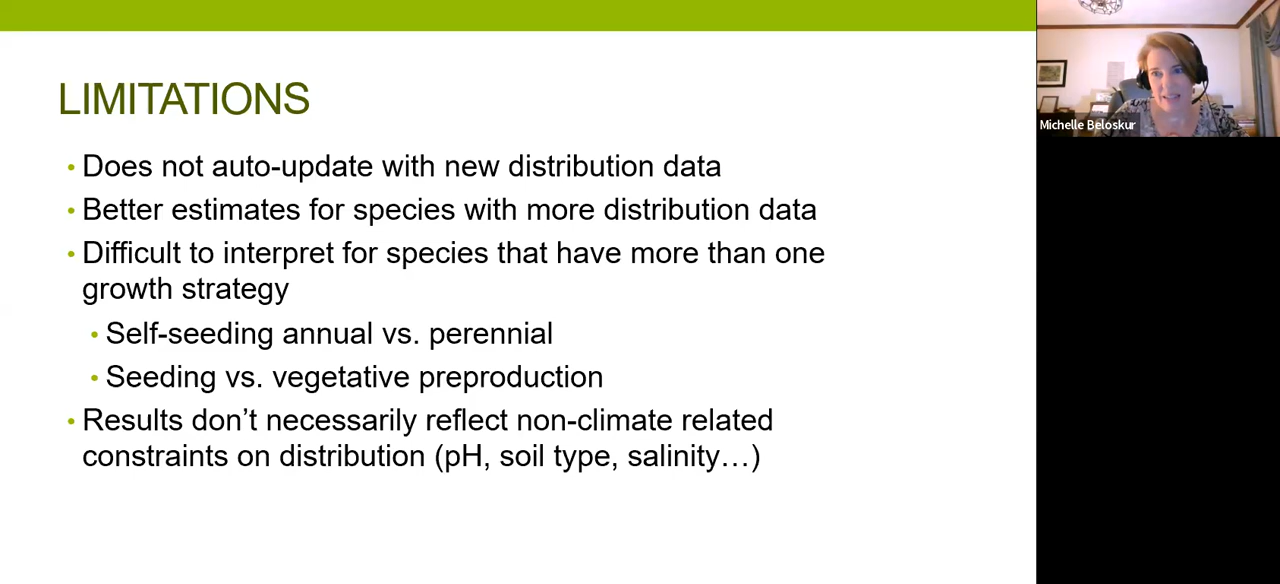 LIMITATIONS
• Does not auto-update with new distribution data
• Better estimates for species with more distribution data
• Difficult to interpret for species that have more than one
growth strategy
• Self-seeding annual vs. perennial
• Seeding vs. vegetative preproduction
• Results don’t necessarily reflect non-climate related
constraints on distribution (pH, soil type, salinity…)
Michelle Beloskur